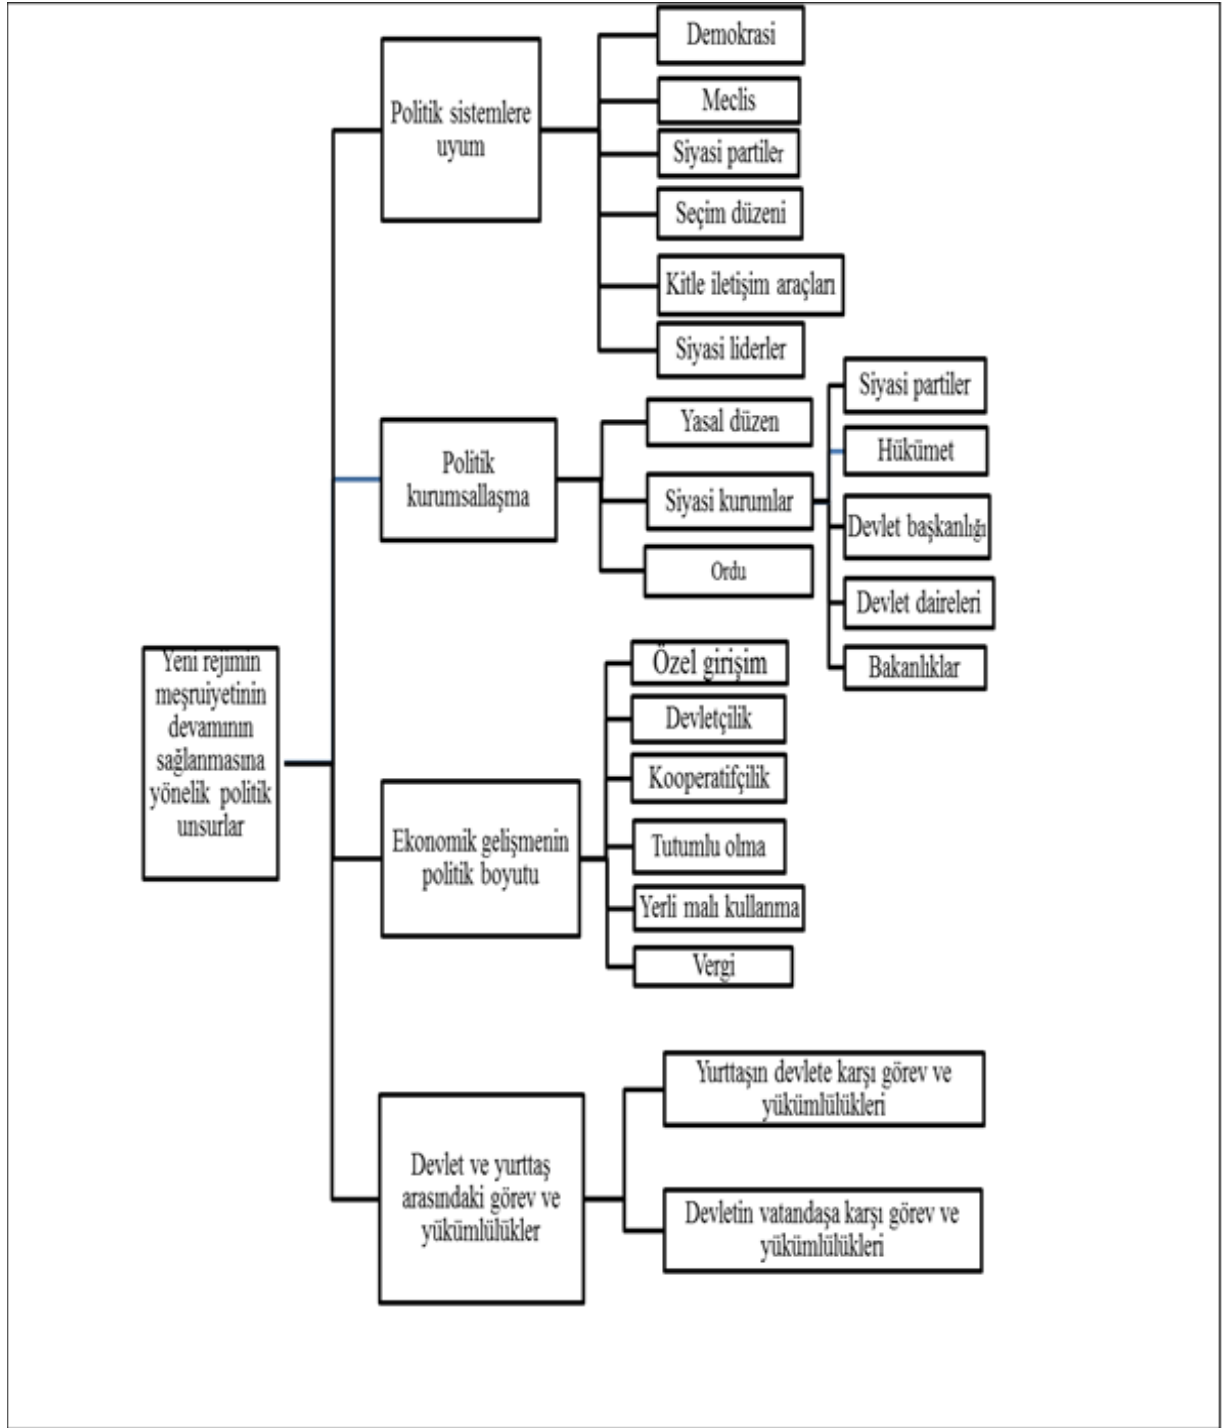 Yeni rejimin
meşruiyetinin
devamının
sağlanmasına
yönelik politik
unsurlar
Politik sistemlere
uyum
Demokrasi
Meclis
Siyasi partiler
Seçim düzeni
Kitle iletişim araçları
Siyasi liderler
Politik
kurumsallaşma
Yasal düzen
Siyasi kurumlar
Siyasi partiler
Hükümet
Devlet başkanlığı
Devlet daireleri
Bakanlıklar
Ordu
Ekonomik gelişmenin
politik boyutu
Özel girişim
Devletçilik
Kooperatifçilik
Tutumlu olma
Yerli malı kullanma
Vergi
Devlet ve yurttaş
arasındaki görev ve
yükümlülükler
Yurttaşın devlete karşı görev ve
yükümlülükleri
Devletin vatandaşa karşı görev ve
yükümlülükleri